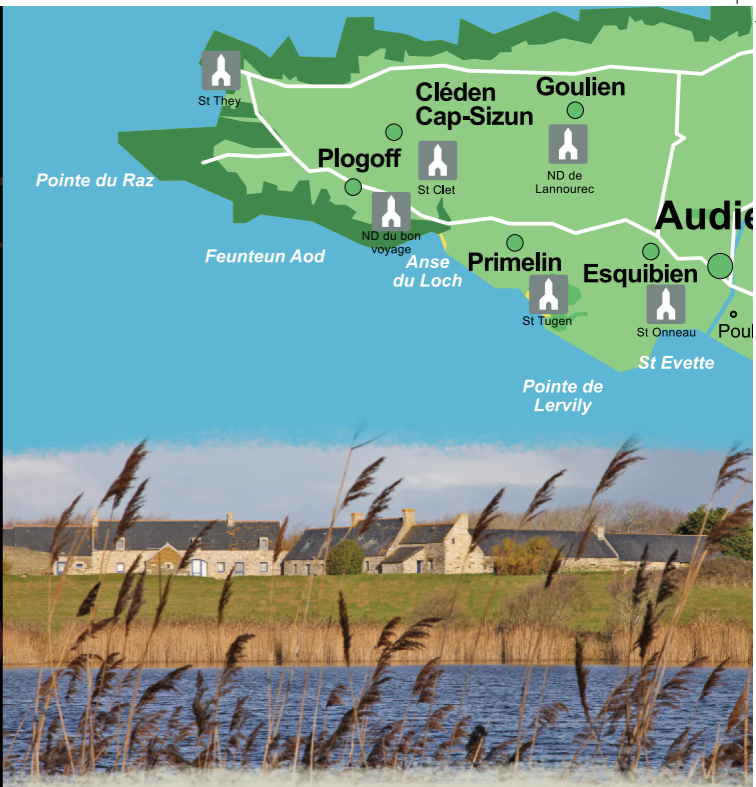 St They
Cléden
Cap-Sizun
Goulien
Plogoff
St Clet
ND de
Lannourec
Pointe du Raz
ND du bon
voyage
Audie
Feunteun Aod
Anse
du Loch
Primelin
Esquibien
St Tugen
St Onneau
Poul
St Evette
Pointe de
Lervily